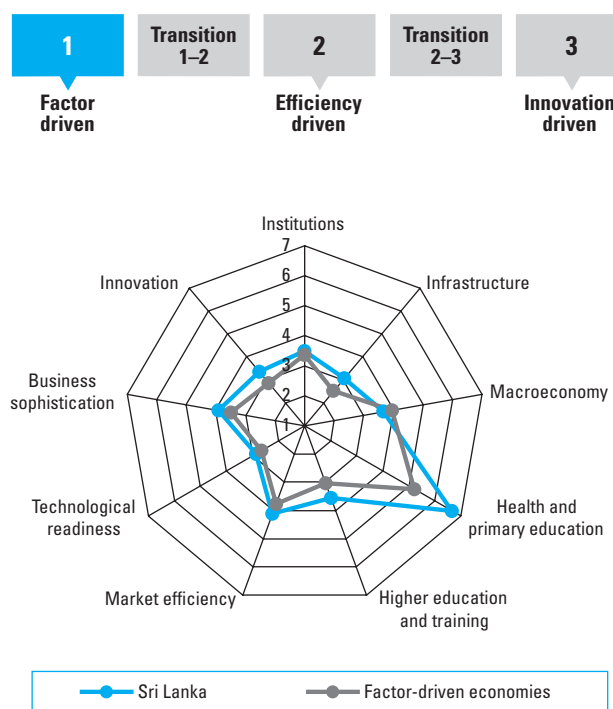 1
Transition
1–2
2
Transition
2–3
3
Factor
driven
Efficiency
driven
Innovation
driven
Institutions
Infrastructure
Macroeconomy
Health and
primary education
Higher education
and training
Market efficiency
Technological
readiness
Business
sophistication
Innovation
7
6
5
4
3
2
1
Sri Lanka
Factor-driven economies